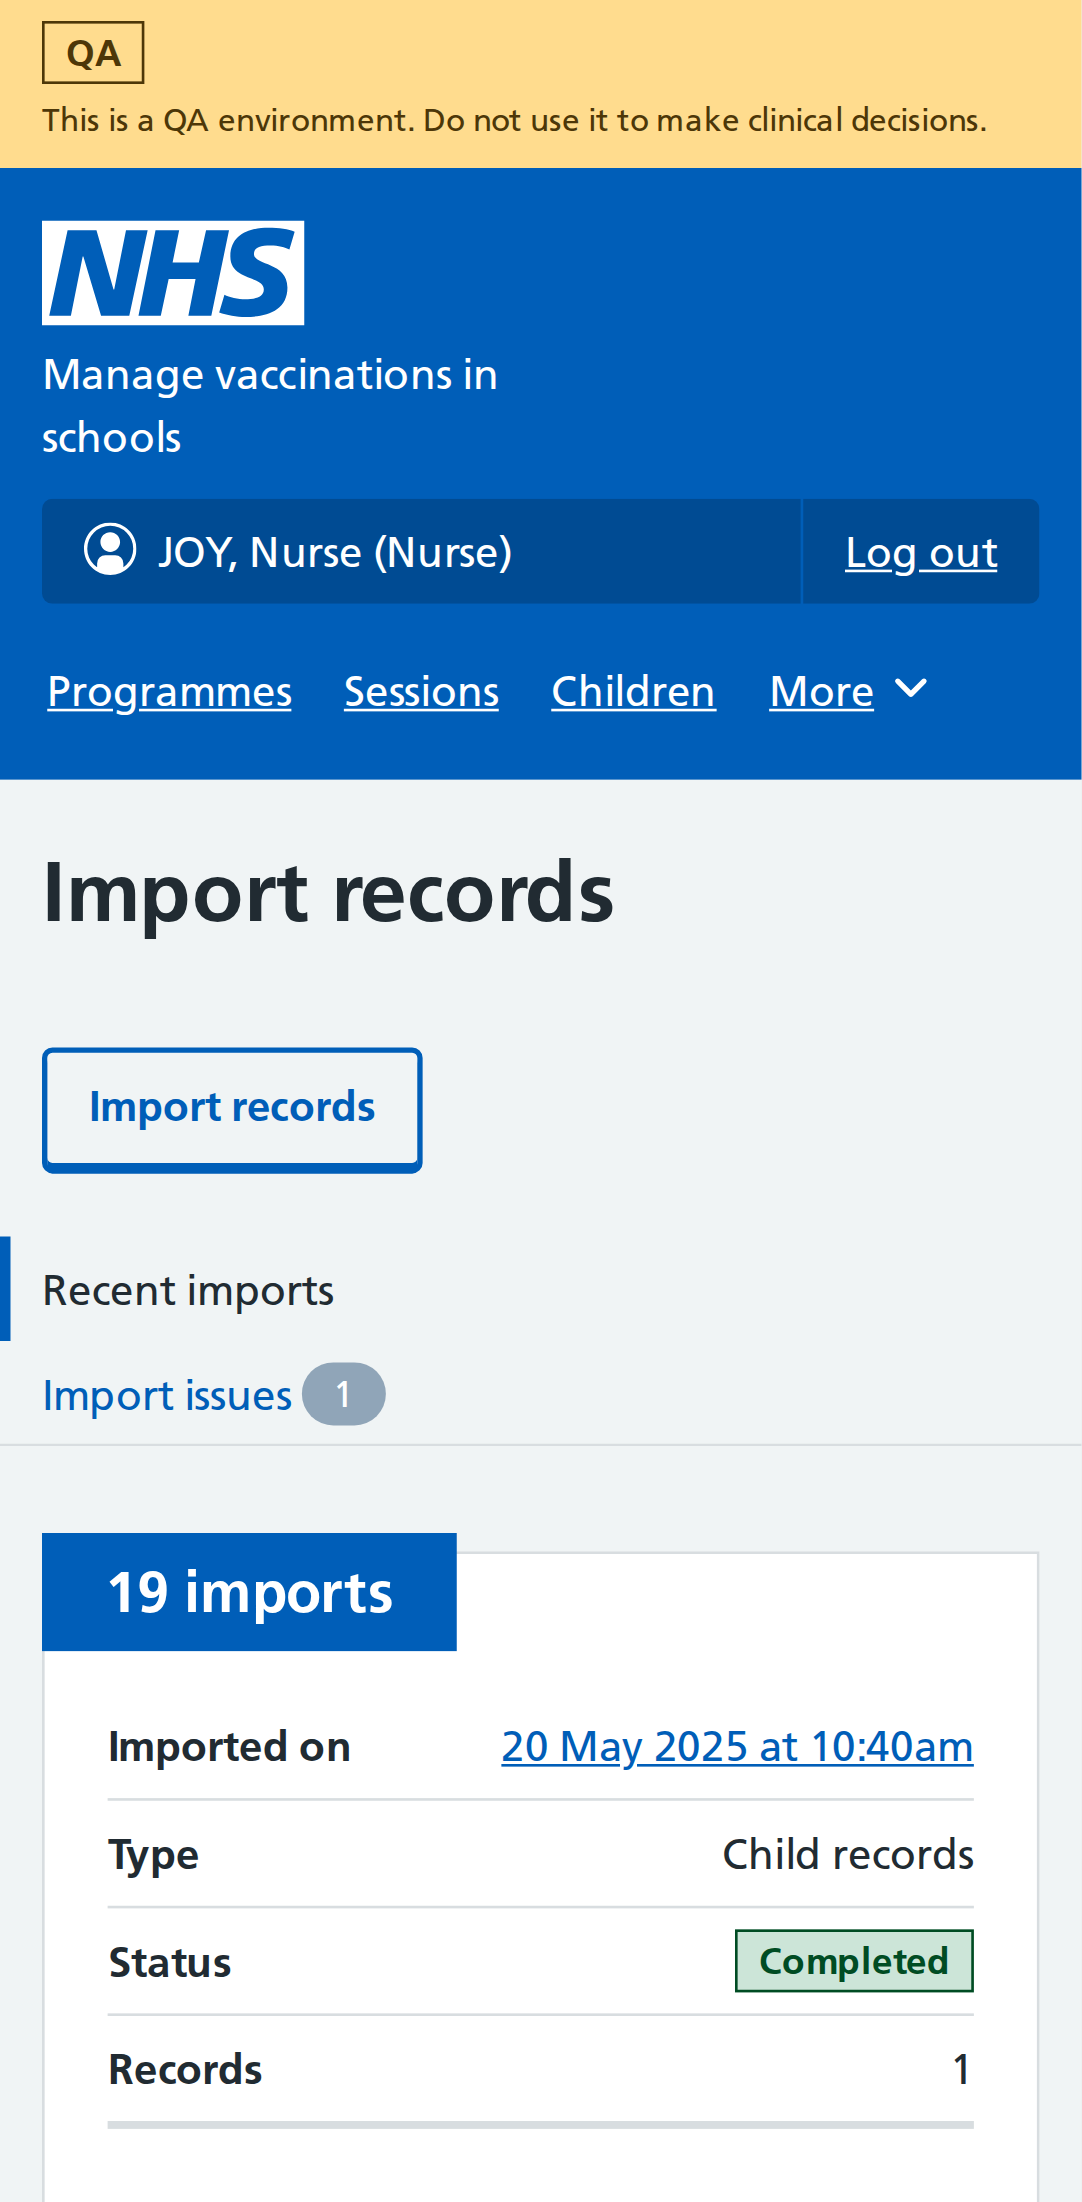 QA
This is a QA environment. Do not use it to make clinical decisions.
NHS
Manage vaccinations in
schools
JOY, Nurse (Nurse)
Log out
Programmes
Sessions
Children
More
Import records
Import records
Recent imports
Import issues 1
19 imports
Imported on 20 May 2025 at 10:40am
Type Child records
Status Completed
Records 1